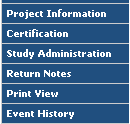 Project Information
Certification
Study Administration
Return Notes
Print View
Event History